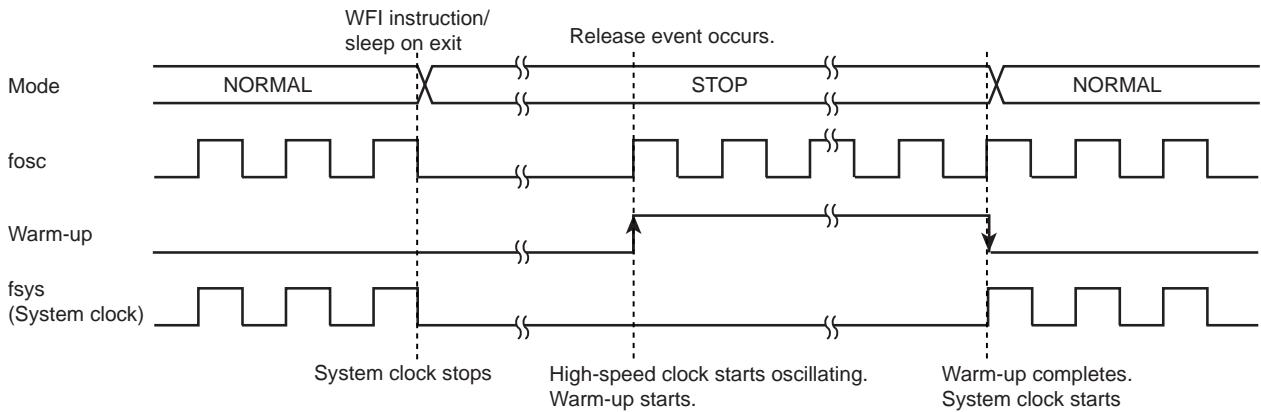 WFI instruction/
sleep on exit
Release event occurs.
Mode
NORMAL
STOP
NORMAL
fosc
Warm-up
fsys
(System clock)
System clock stops
High-speed clock starts oscillating.
Warm-up starts.
Warm-up completes.
System clock starts